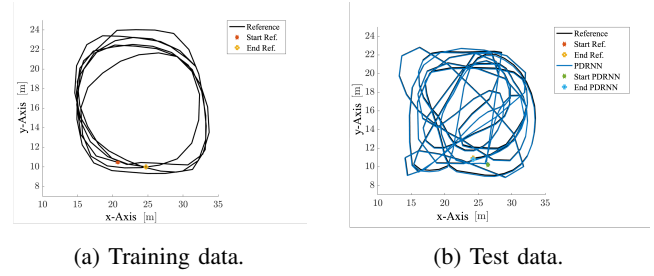 24
22
20
18
16
14
12
10
8
y-Axis [m]
10 15 20 25 30 35
x-Axis [m]
Reference
Start Ref.
End Ref.
(a) Training data.
24
22
20
18
16
14
12
10
8
y-Axis [m]
10 15 20 25 30 35
x-Axis [m]
Reference
Start Ref.
End Ref.
PDRNN
Start PDRNN
End PDRNN
(b) Test data.